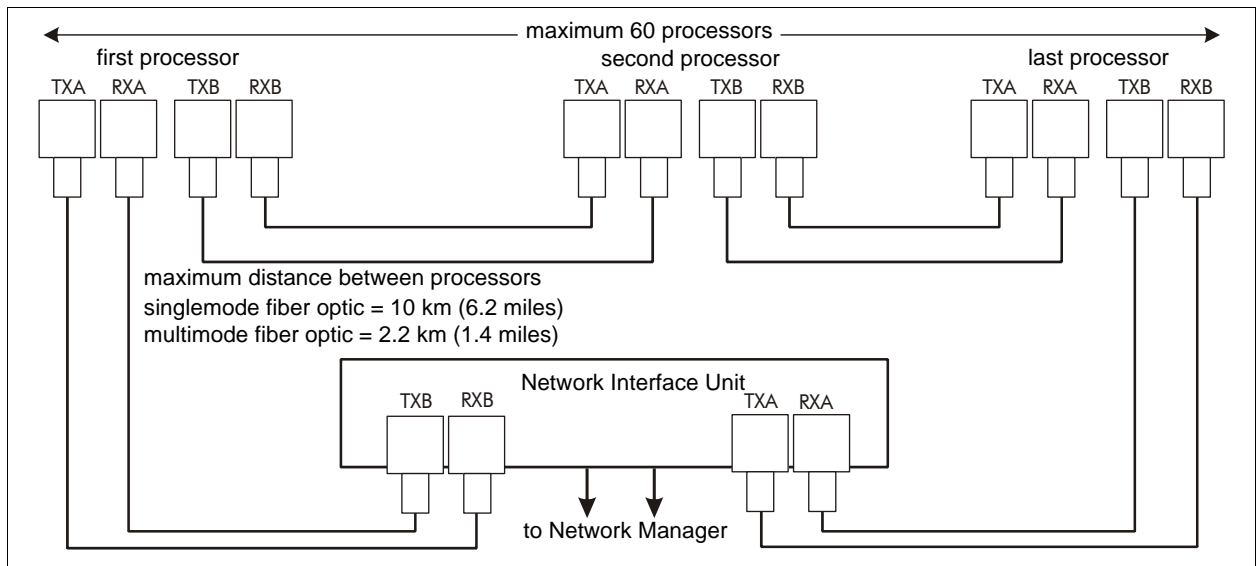 maximum 60 processors
first processor
second processor
last processor
TXA RXA TXB RXB
TXA RXA TXB RXB
TXA RXA TXB RXB
maximum distance between processors
singlemode fiber optic = 10 km (6.2 miles)
multimode fiber optic = 2.2 km (1.4 miles)
Network Interface Unit
TXB RXB
TXA RXA
to Network Manager